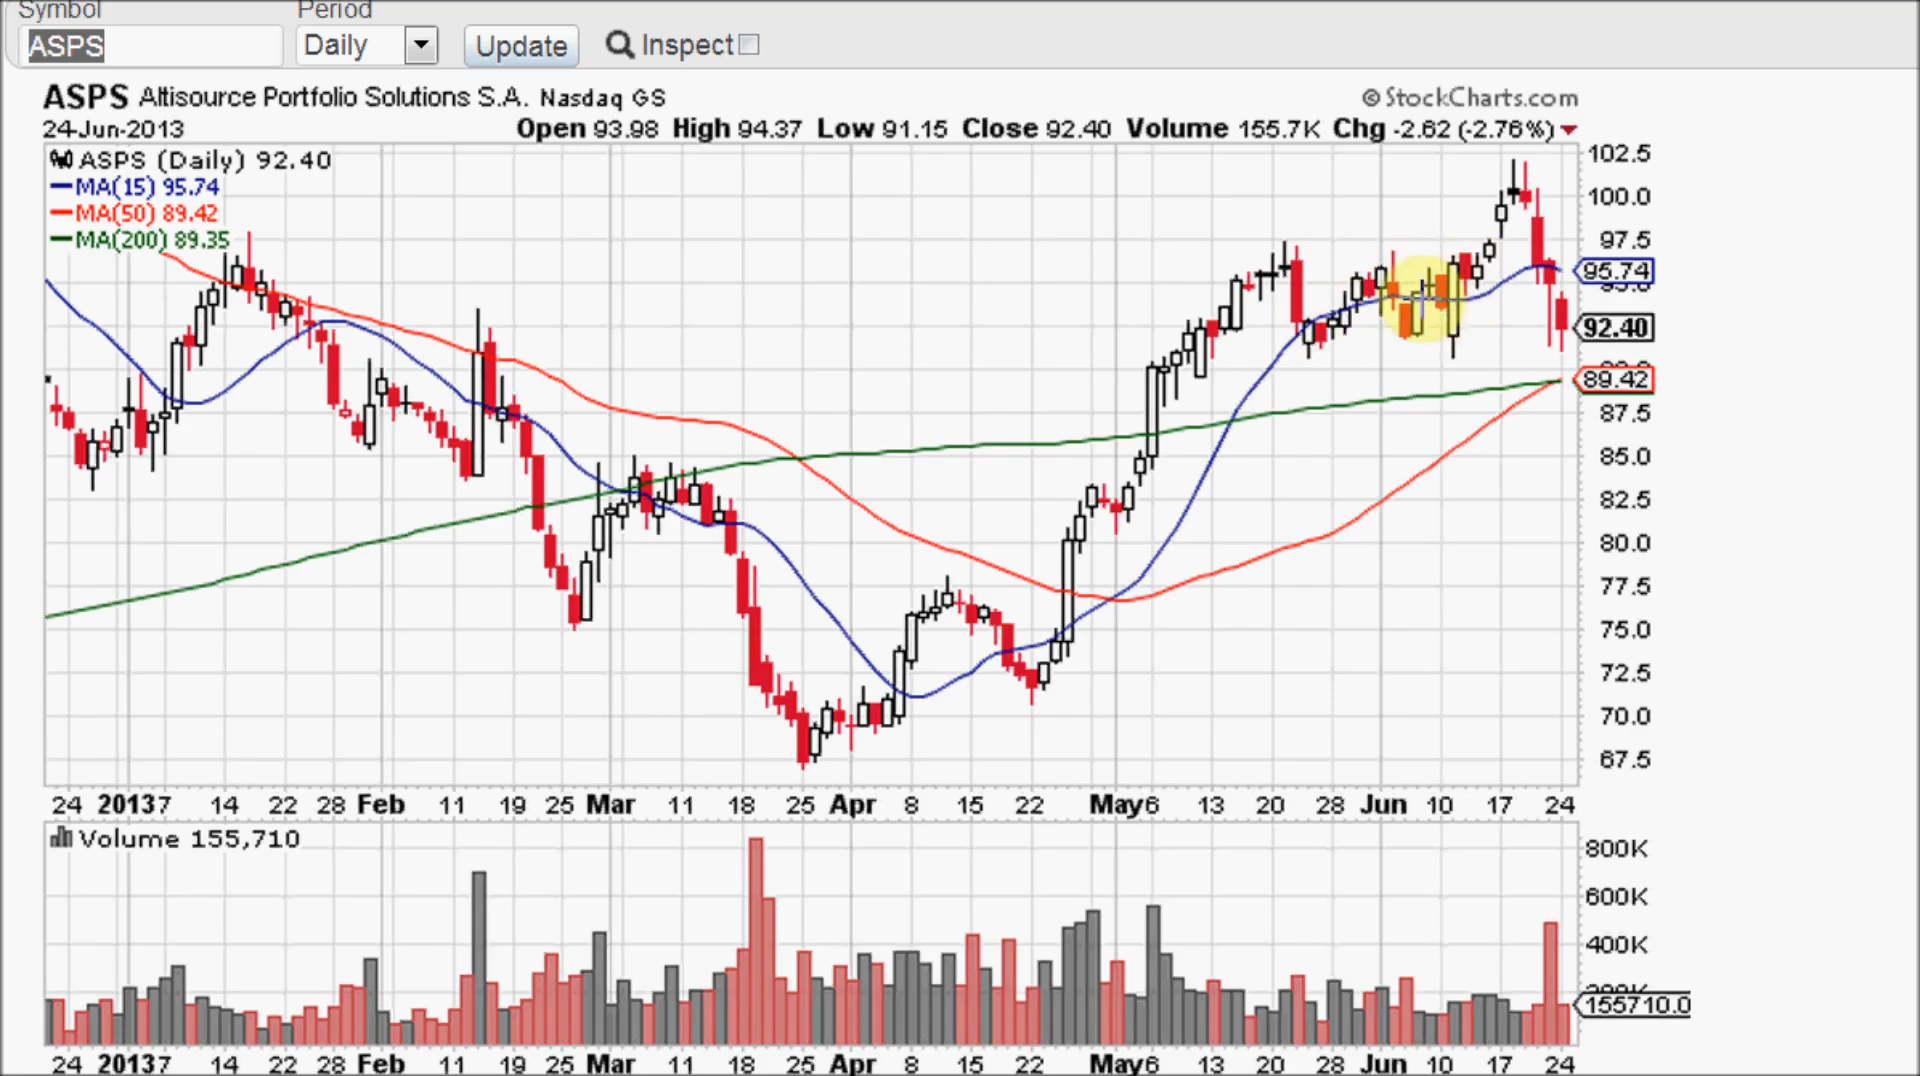 Symbol Period
ASPS Daily Update Inspect
ASPS Altisource Portfolio Solutions S.A. Nasdaq GS © StockCharts.com
24-Jun-2013 Open 93.98 High 94.37 Low 91.15 Close 92.40 Volume 155.7K Chg -2.62 (-2.76%)
ASPS (Daily) 92.40
MA(15) 95.74
MA(50) 89.42
MA(200) 89.35
102.5
100.0
97.5
95.74
95.0
92.40
90.0
89.42
87.5
85.0
82.5
80.0
77.5
75.0
72.5
70.0
67.5
24 2013 7 14 22 28 Feb 11 19 25 Mar 11 18 25 Apr 8 15 22 May 6 13 20 28 Jun 10 17 24
Volume 155,710
800K
600K
400K
200K
155710.0
24 2013 7 14 22 28 Feb 11 19 25 Mar 11 18 25 Apr 8 15 22 May 6 13 20 28 Jun 10 17 24